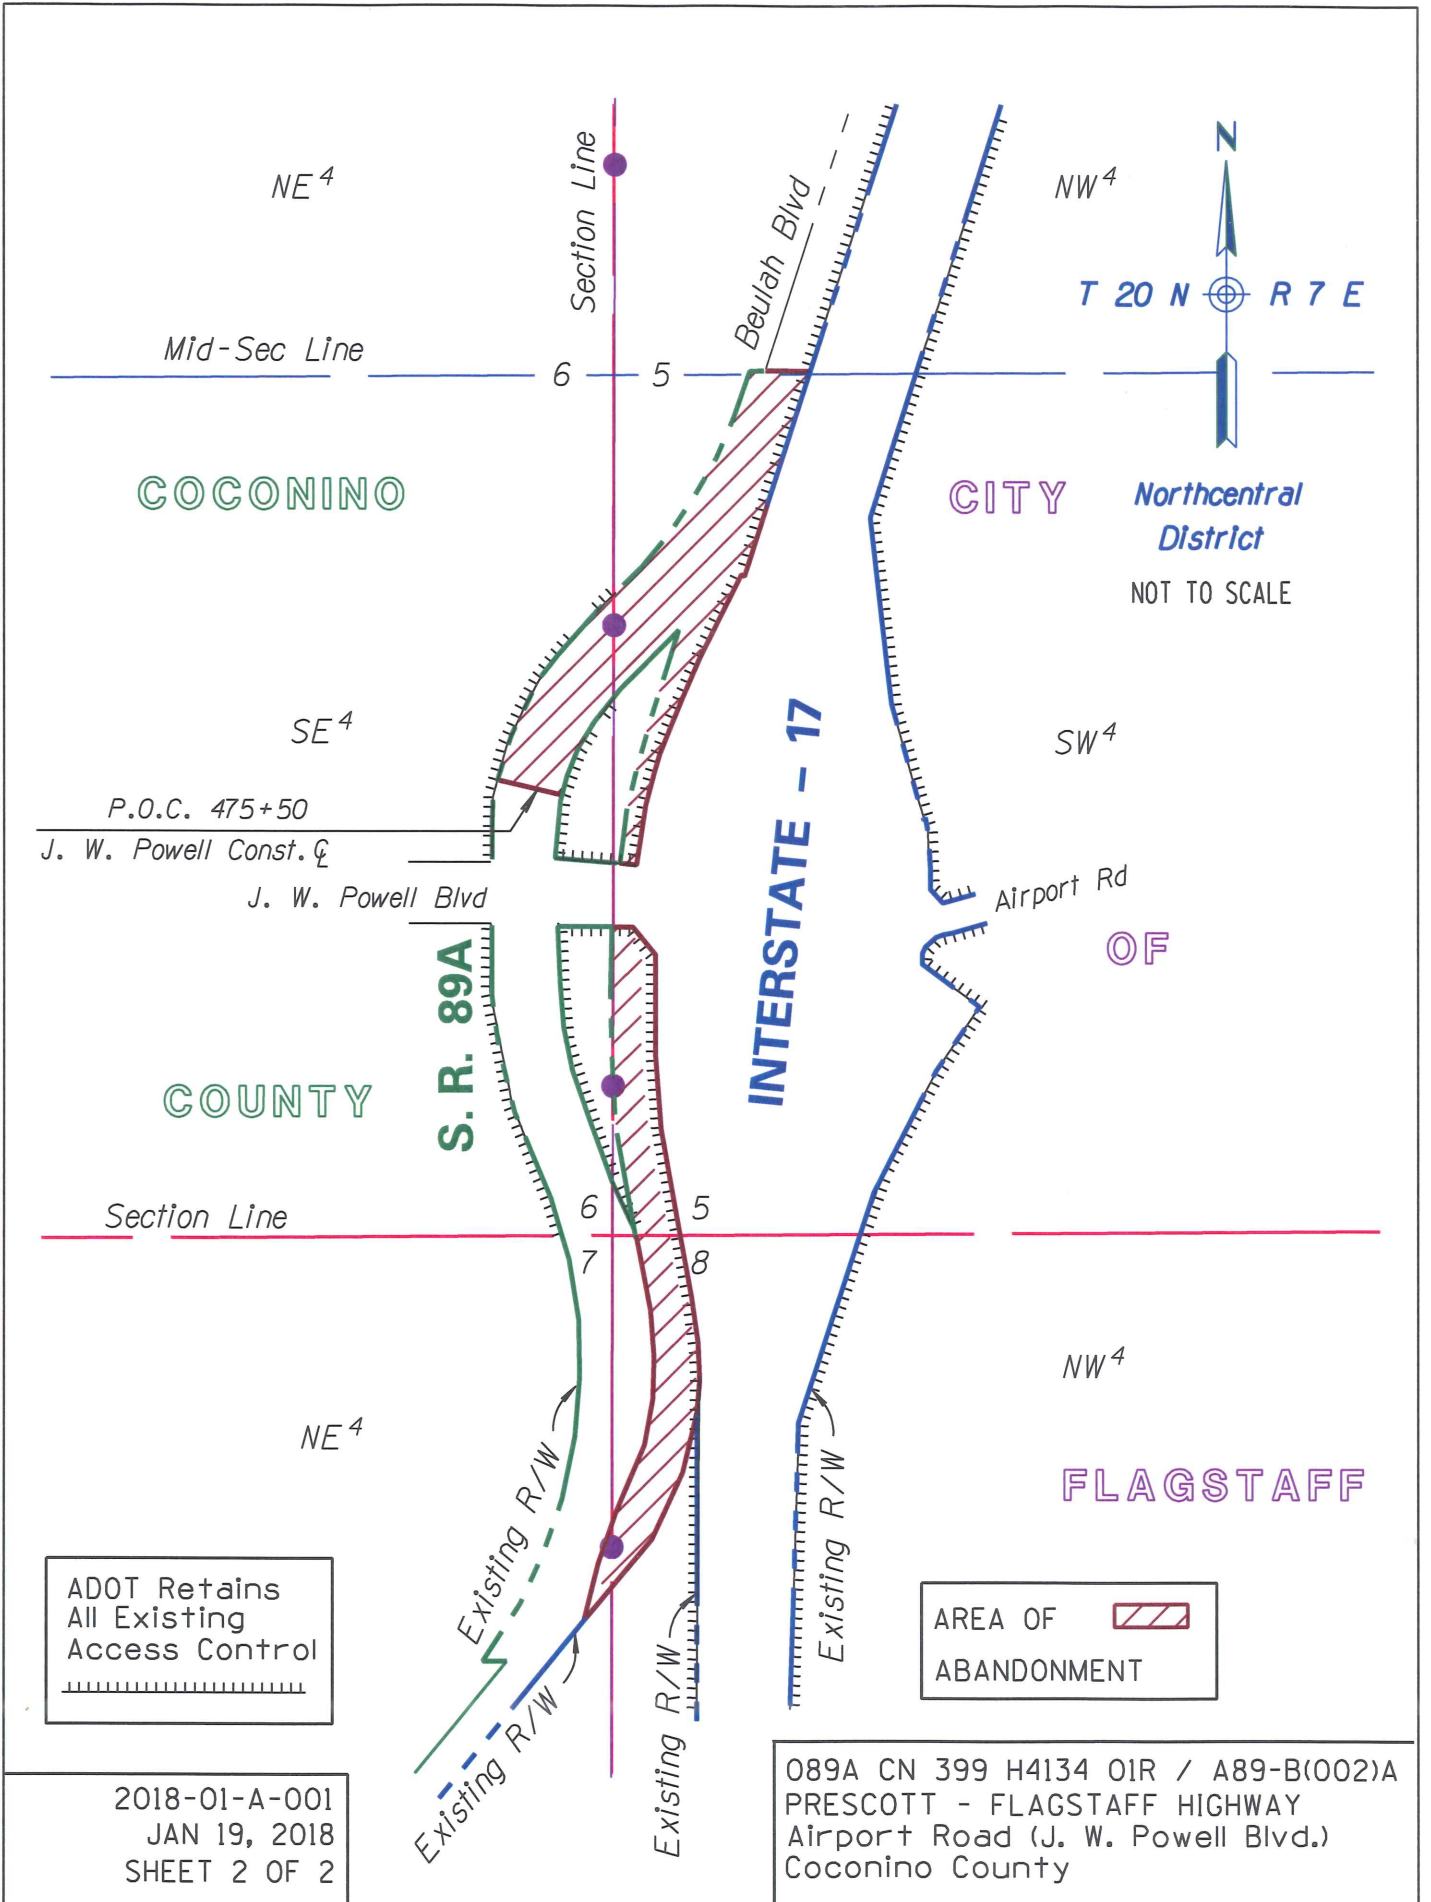 N
NE 4
Section Line
Beulah Blvd
NW 4
T 20 N R 7 E
Mid-Sec Line
6 5
COCONINO
CITY
Northcentral
District
NOT TO SCALE
SE 4
INTERSTATE - 17
SW 4
P.O.C. 475+50
J. W. Powell Const. ℄
J. W. Powell Blvd
Airport Rd
OF
S. R. 89A
COUNTY
Section Line
6 5
7 8
NW 4
NE 4
FLAGSTAFF
Existing R/W
Existing R/W
Existing R/W
Existing R/W
ADOT Retains
All Existing
Access Control
AREA OF
ABANDONMENT
2018-01-A-001
JAN 19, 2018
SHEET 2 OF 2
089A CN 399 H4134 01R / A89-B(002)A
PRESCOTT - FLAGSTAFF HIGHWAY
Airport Road (J. W. Powell Blvd.)
Coconino County